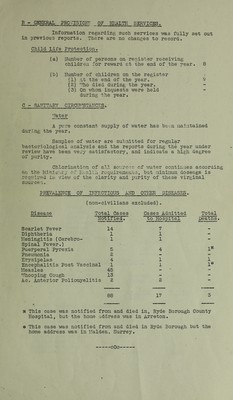 B - GENERAL PROVISION OF HEALTH SERVICES.
Information regarding such services was fully set out
in previous reports. There are no changes to record.
Child Life Protection.
(a) Number of persons on register receiving
children for reward at the end of the year. 0
(b) Number of children on the register
(1) at the end of the year.
(2) Who died during the year. -
(3) On whom inquests were held
during the year. -
C - SANITARY CIRCUMSTANCES.
Water
A pure constant supply of water has been maintained
during the year.
Samples of water are submitted for regular
bacteriological analysis and the reports during the year under
review have been very satisfactory, and indicate a high degree
of purity.
Chlorination of all sources of water continues according
to the Ministry of Health requirements, but minimum dosage is
required in view of the clarity and purity of these virginal
sources.
PREVALENCE OF INFECTIOUS AND OTHER DISEASES.
(non-civilians excluded).
Disease Total Cases Notified. Cases Admitted to Hospital Total Deaths.
Scarlet Fever 14 7 -
Diphtheria 1 1 -
Meningitis (Cerebro- 1 1 -
Spinal Fever.)
Puerperal Pyrexia 5 4 1*
Pneumonia 2 - -
Erysipelas 4 1 -
Encephalitis Post Vaccinal 1 1 1*
Measles 45 - -
Whooping Cough 13 - -
Ac. Anterior Poliomyelitis 2 2 -
88 17 2
* This case was notified from and died in, Ryde Borough County
Hospital, but the home address was in Arreton.
* This case was notified from and died in Ryde Borough but the
home address was in Malden. Surrey.
-----oOo-----